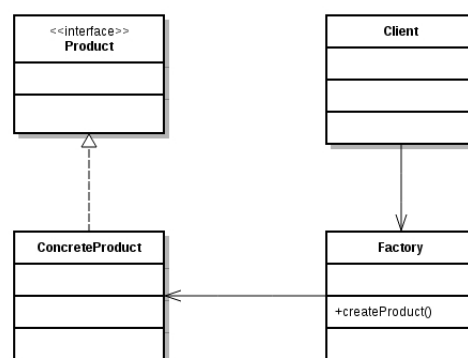 <<interface>>
Product
Client
ConcreteProduct
Factory
+createProduct()